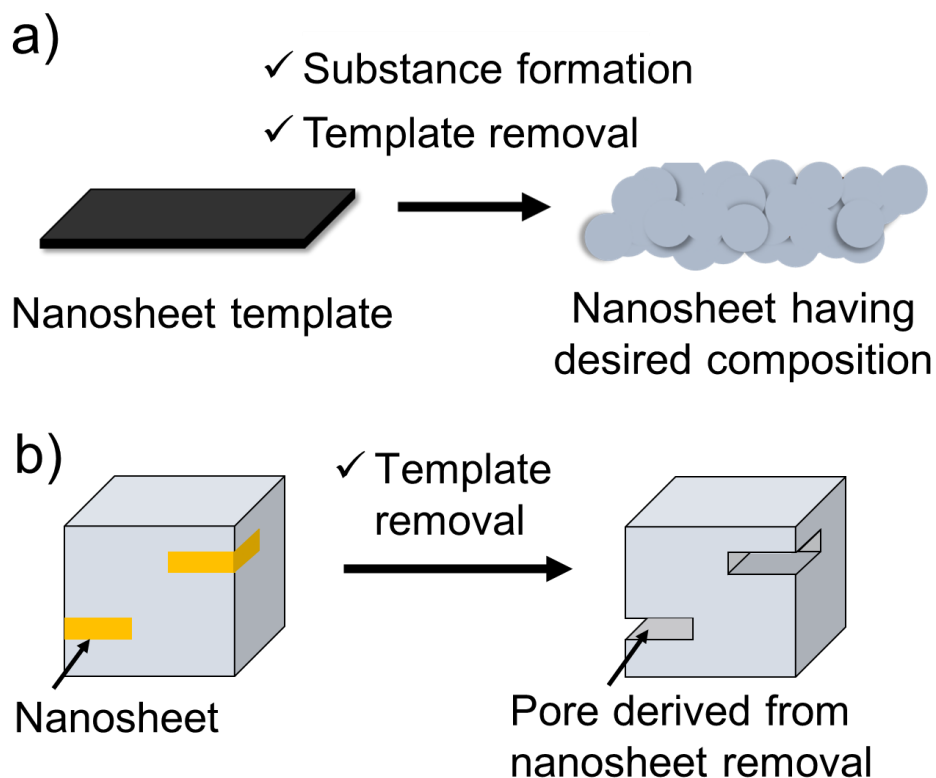 a)
✓ Substance formation
✓ Template removal
Nanosheet template
Nanosheet having
desired composition
b)
✓ Template
removal
Nanosheet
Pore derived from
nanosheet removal